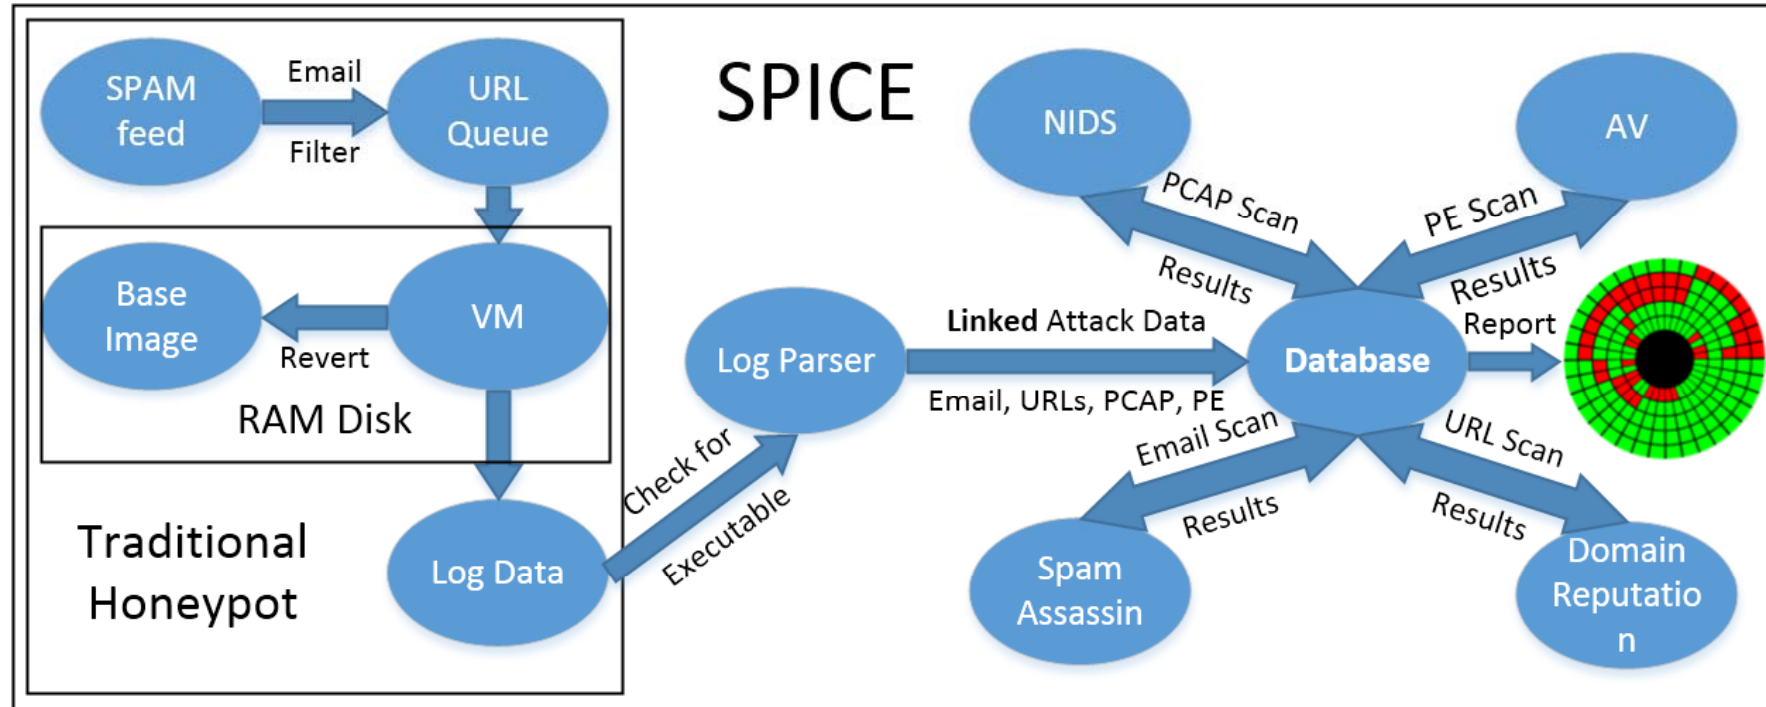 SPAM
feed
Email
Filter
URL
Queue
SPICE
NIDS
AV
PCAP Scan
Results
PE Scan
Results
Base
Image
Revert
VM
RAM Disk
Log Parser
Linked Attack Data
Email, URLs, PCAP, PE
Database
Report
Check for
Executable
Email Scan
Results
URL Scan
Results
Traditional
Honeypot
Log Data
Spam
Assassin
Domain
Reputatio
n